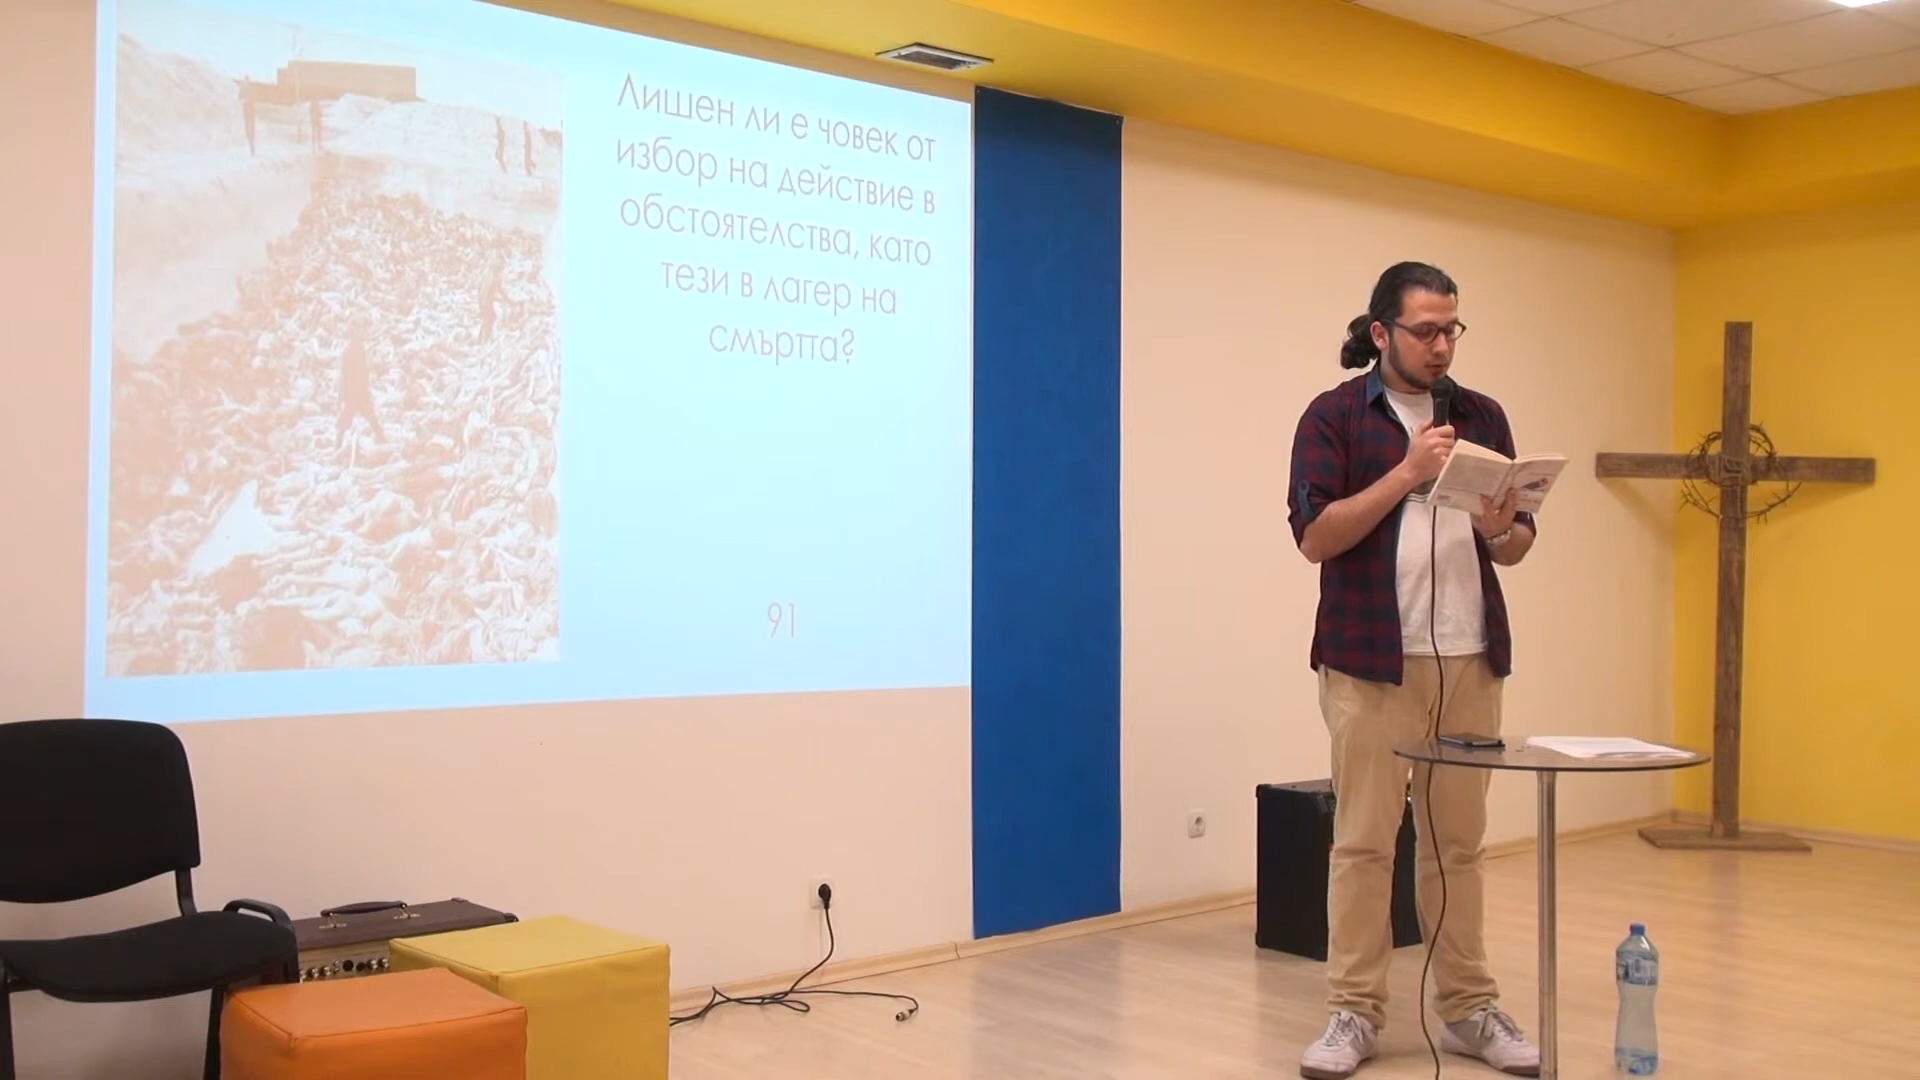 Лишен ли е човек от
избор на действие в
обстоятелства, като
тези в лагер на
смъртта?
91